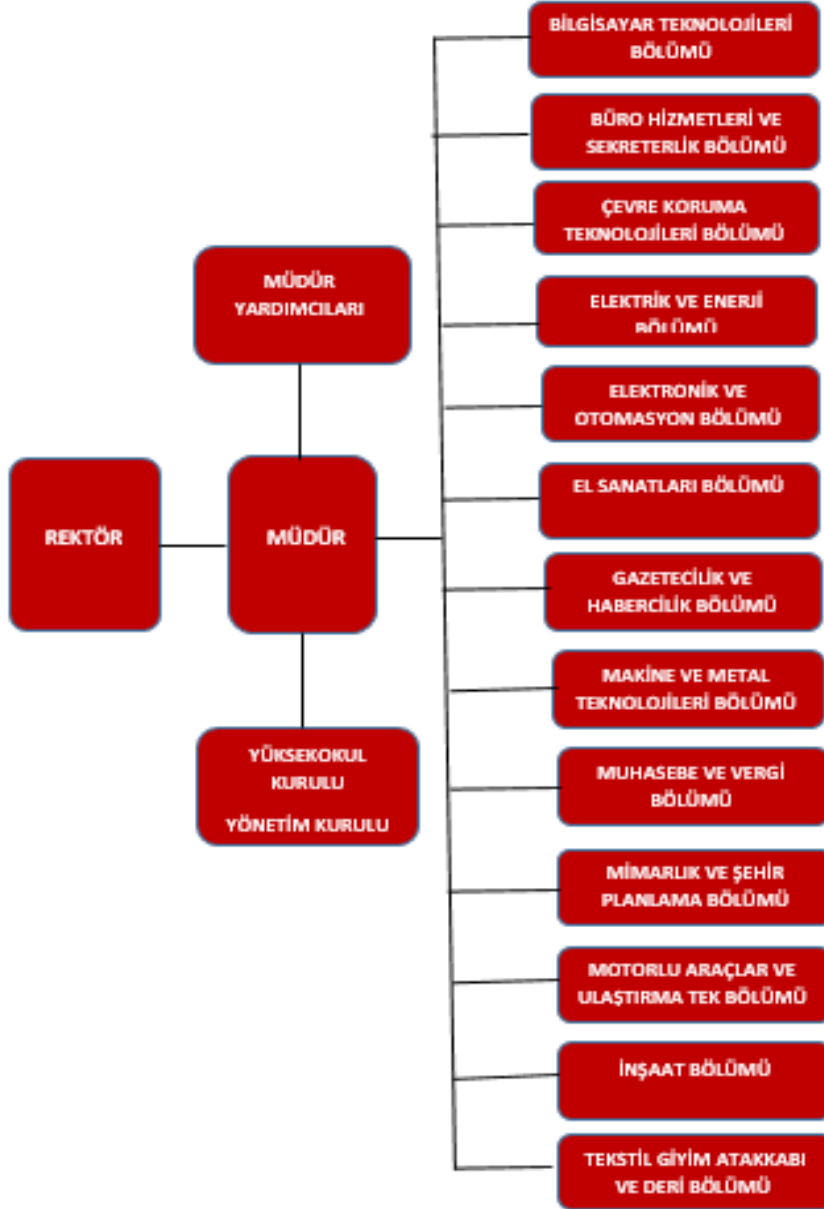 REKTÖR
MÜDÜR
YARDIMCILARI
MÜDÜR
YÜKSEKOKUL
KURULU
YÖNETİM KURULU
BİLGİSAYAR TEKNOLOJİLERİ
BÖLÜMÜ
BÜRO HİZMETLERİ VE
SEKRETERLİK BÖLÜMÜ
ÇEVRE KORUMA
TEKNOLOJİLERİ BÖLÜMÜ
ELEKTRİK VE ENERJİ
BÖLÜMÜ
ELEKTRONİK VE
OTOMASYON BÖLÜMÜ
EL SANATLARI BÖLÜMÜ
GAZETECİLİK VE
HABERCİLİK BÖLÜMÜ
MAKİNE VE METAL
TEKNOLOJİLERİ BÖLÜMÜ
MUHASEBE VE VERGİ
BÖLÜMÜ
MİMARLIK VE ŞEHİR
PLANLAMA BÖLÜMÜ
MOTORLU ARAÇLAR VE
ULAŞTIRMA TEK BÖLÜMÜ
İNŞAAT BÖLÜMÜ
TEKSTİL GİYİM ATAKKABI
VE DERİ BÖLÜMÜ